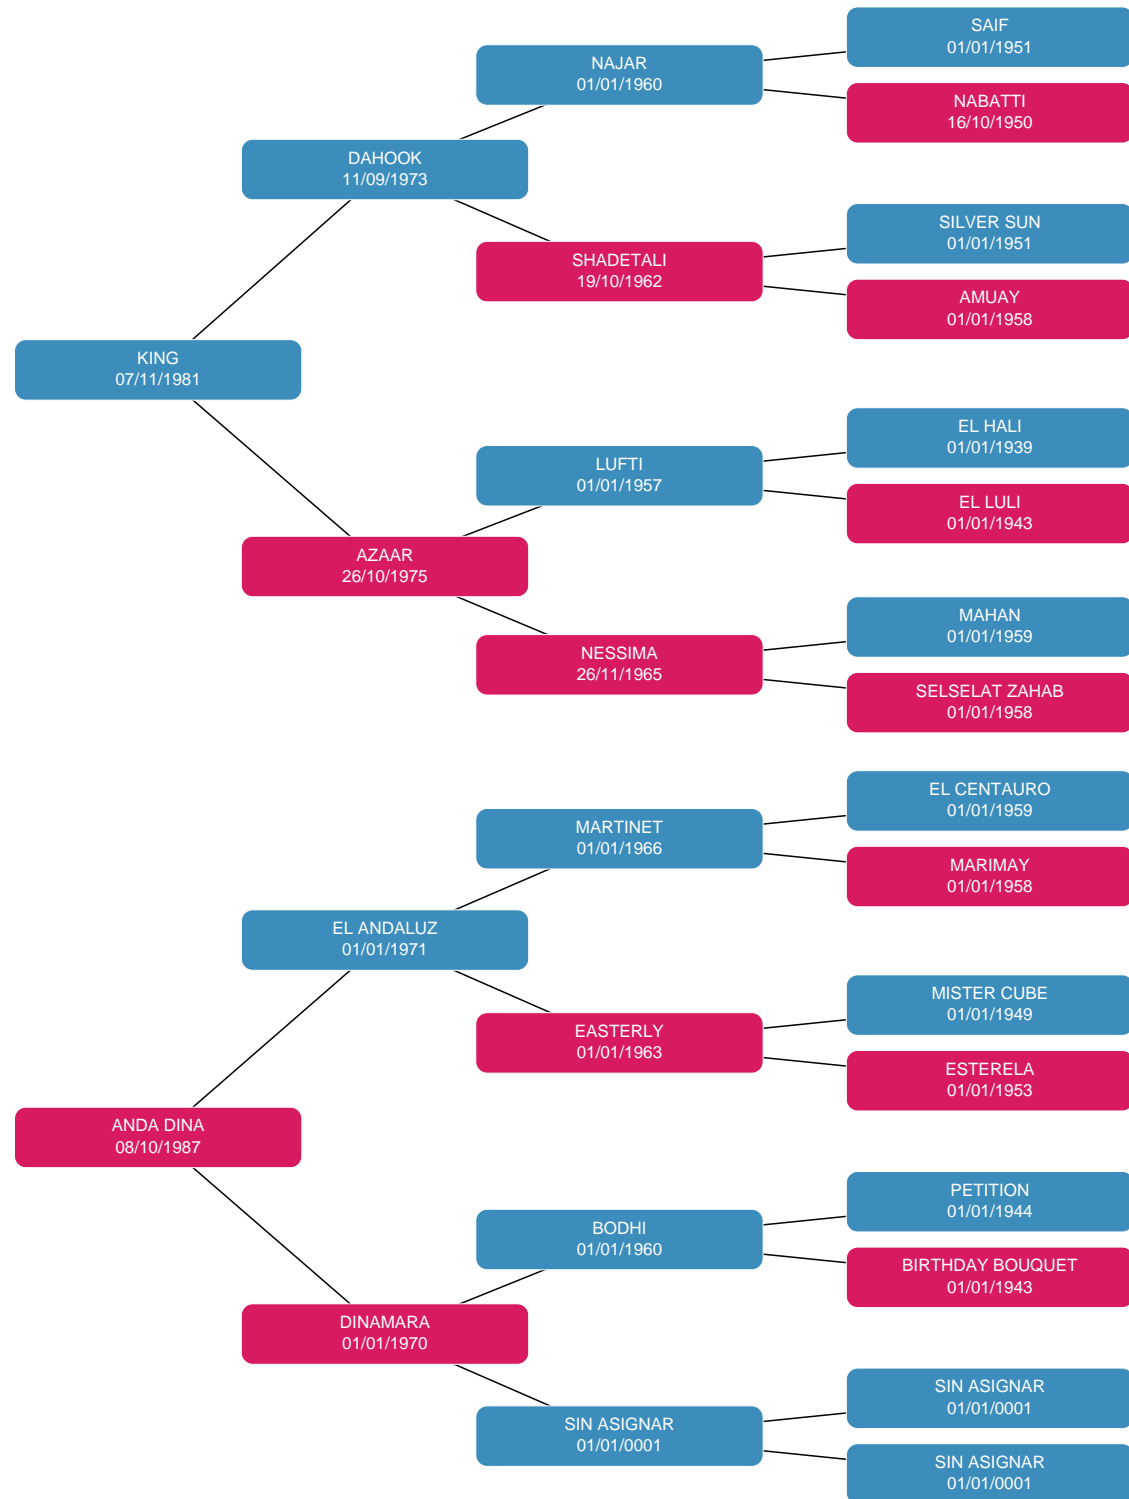 SAIF
01/01/1951
NAJAR
01/01/1960
NABATTI
16/10/1950
DAHOOK
11/09/1973
SILVER SUN
01/01/1951
SHADETALI
19/10/1962
AMUAY
01/01/1958
KING
07/11/1981
EL HALI
01/01/1939
LUFTI
01/01/1957
EL LULI
01/01/1943
AZAAR
26/10/1975
MAHAN
01/01/1959
NESSIMA
26/11/1965
SELSELAT ZAHAB
01/01/1958
EL CENTAURO
01/01/1959
MARTINET
01/01/1966
MARIMAY
01/01/1958
EL ANDALUZ
01/01/1971
MISTER CUBE
01/01/1949
EASTERLY
01/01/1963
ESTERELA
01/01/1953
ANDA DINA
08/10/1987
PETITION
01/01/1944
BODHI
01/01/1960
BIRTHDAY BOUQUET
01/01/1943
DINAMARA
01/01/1970
SIN ASIGNAR
01/01/0001
SIN ASIGNAR
01/01/0001
SIN ASIGNAR
01/01/0001